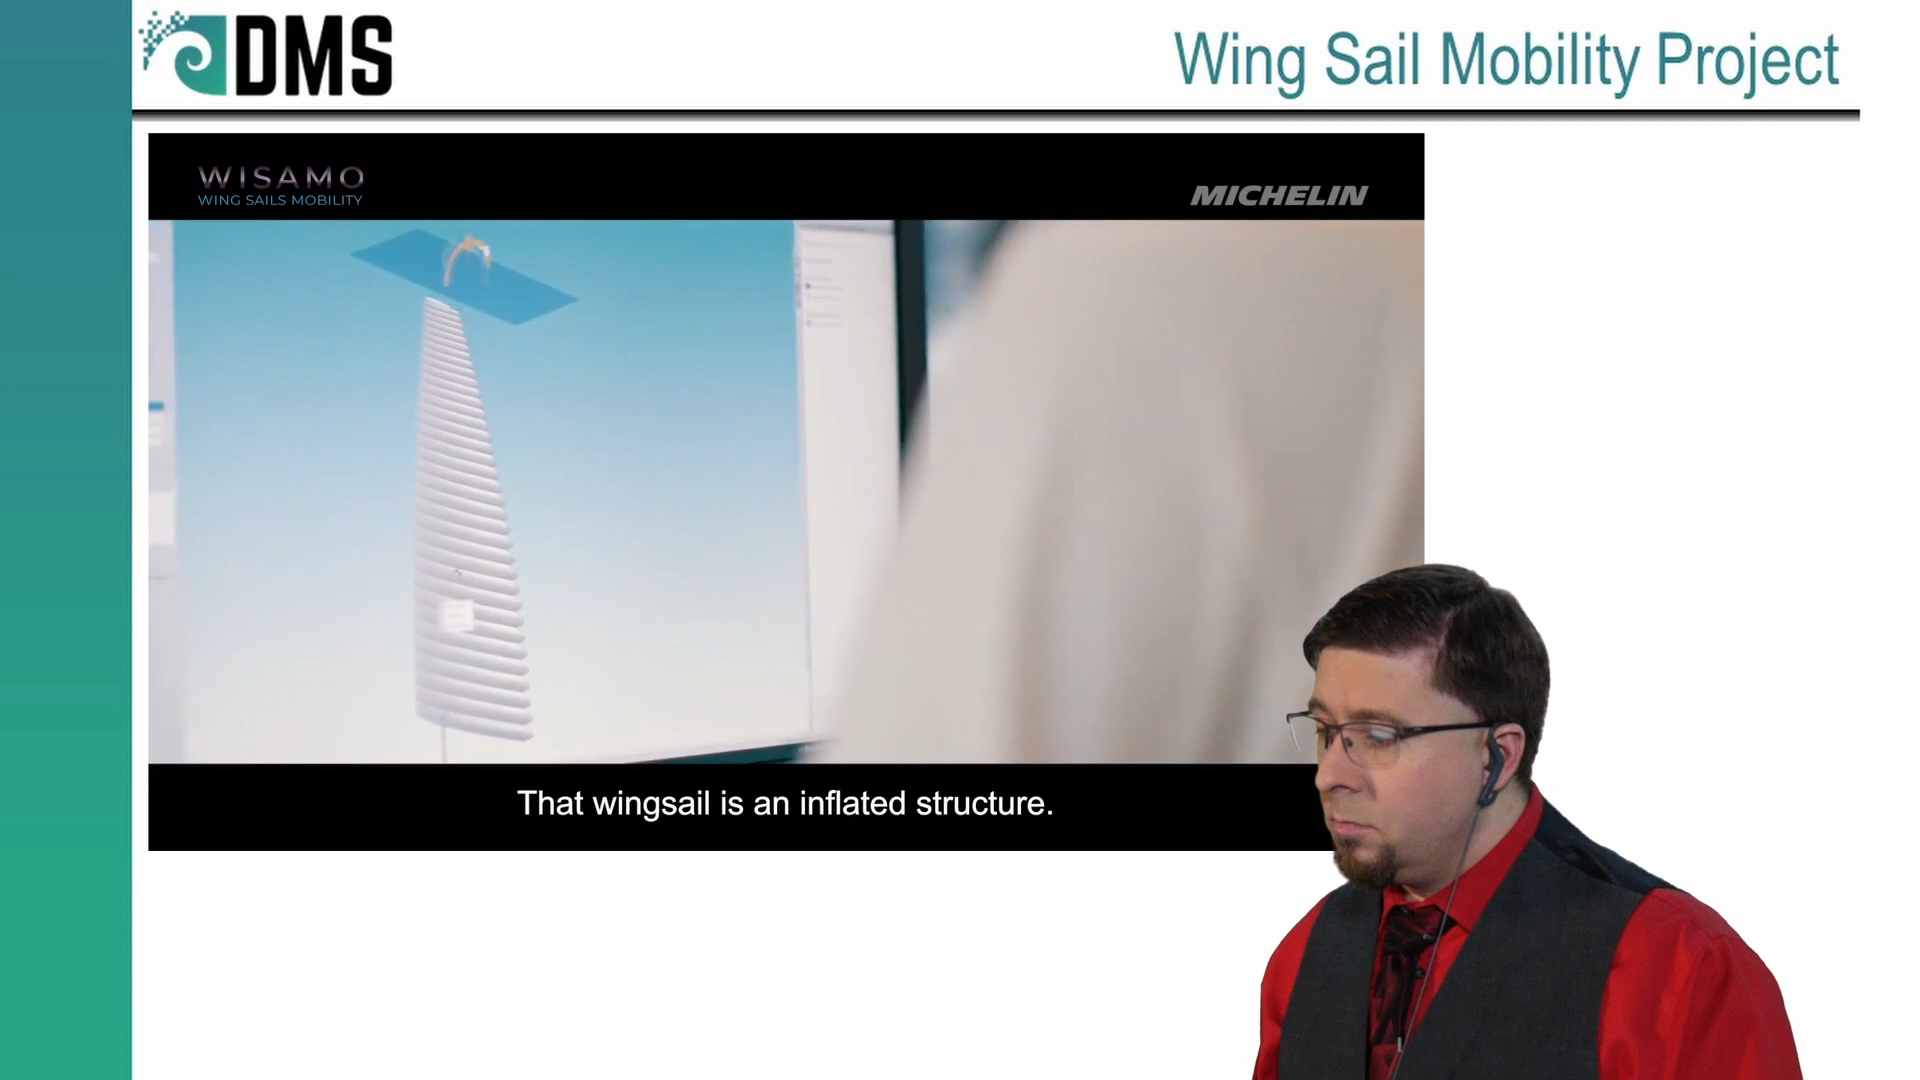 DMS
Wing Sail Mobility Project
WISAMO
WING SAILS MOBILITY
MICHELIN
That wingsail is an inflated structure.